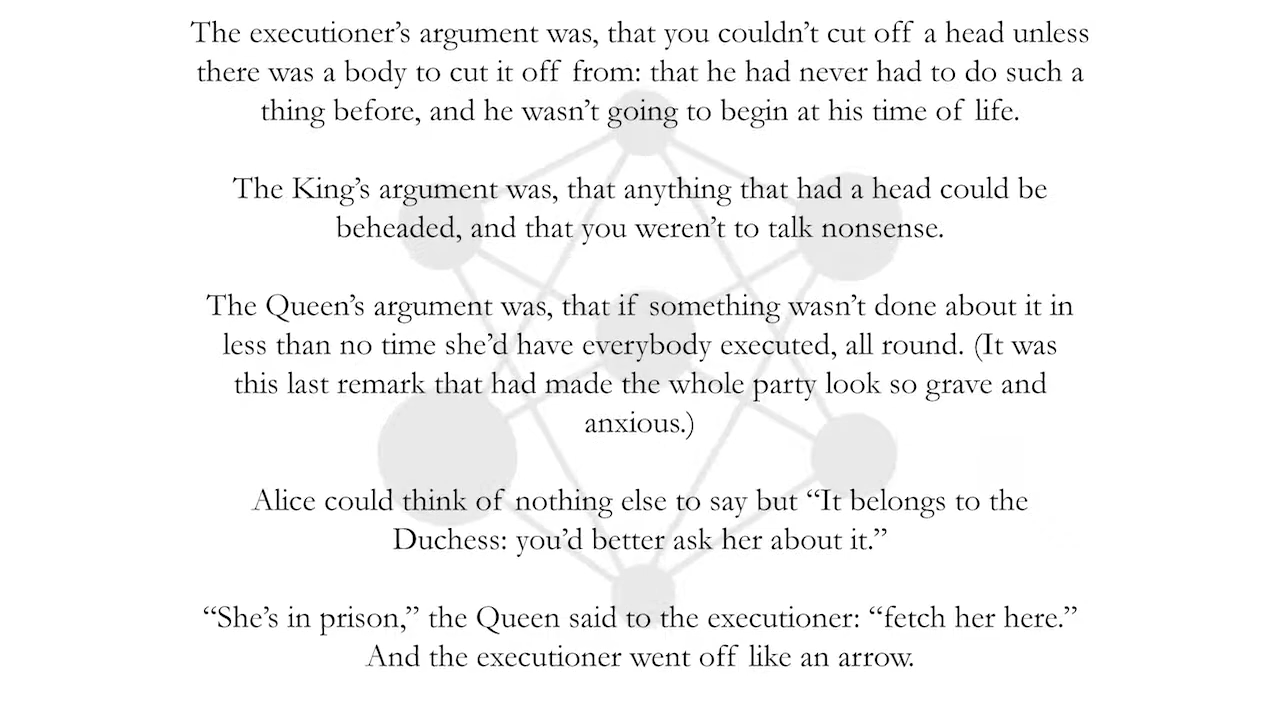 The executioner’s argument was, that you couldn’t cut off a head unless
there was a body to cut it off from: that he had never had to do such a
thing before, and he wasn’t going to begin at his time of life.
The King’s argument was, that anything that had a head could be
beheaded, and that you weren’t to talk nonsense.
The Queen’s argument was, that if something wasn’t done about it in
less than no time she’d have everybody executed, all round. (It was
this last remark that had made the whole party look so grave and
anxious.)
Alice could think of nothing else to say but “It belongs to the
Duchess: you’d better ask her about it.”
“She’s in prison,” the Queen said to the executioner: “fetch her here.”
And the executioner went off like an arrow.